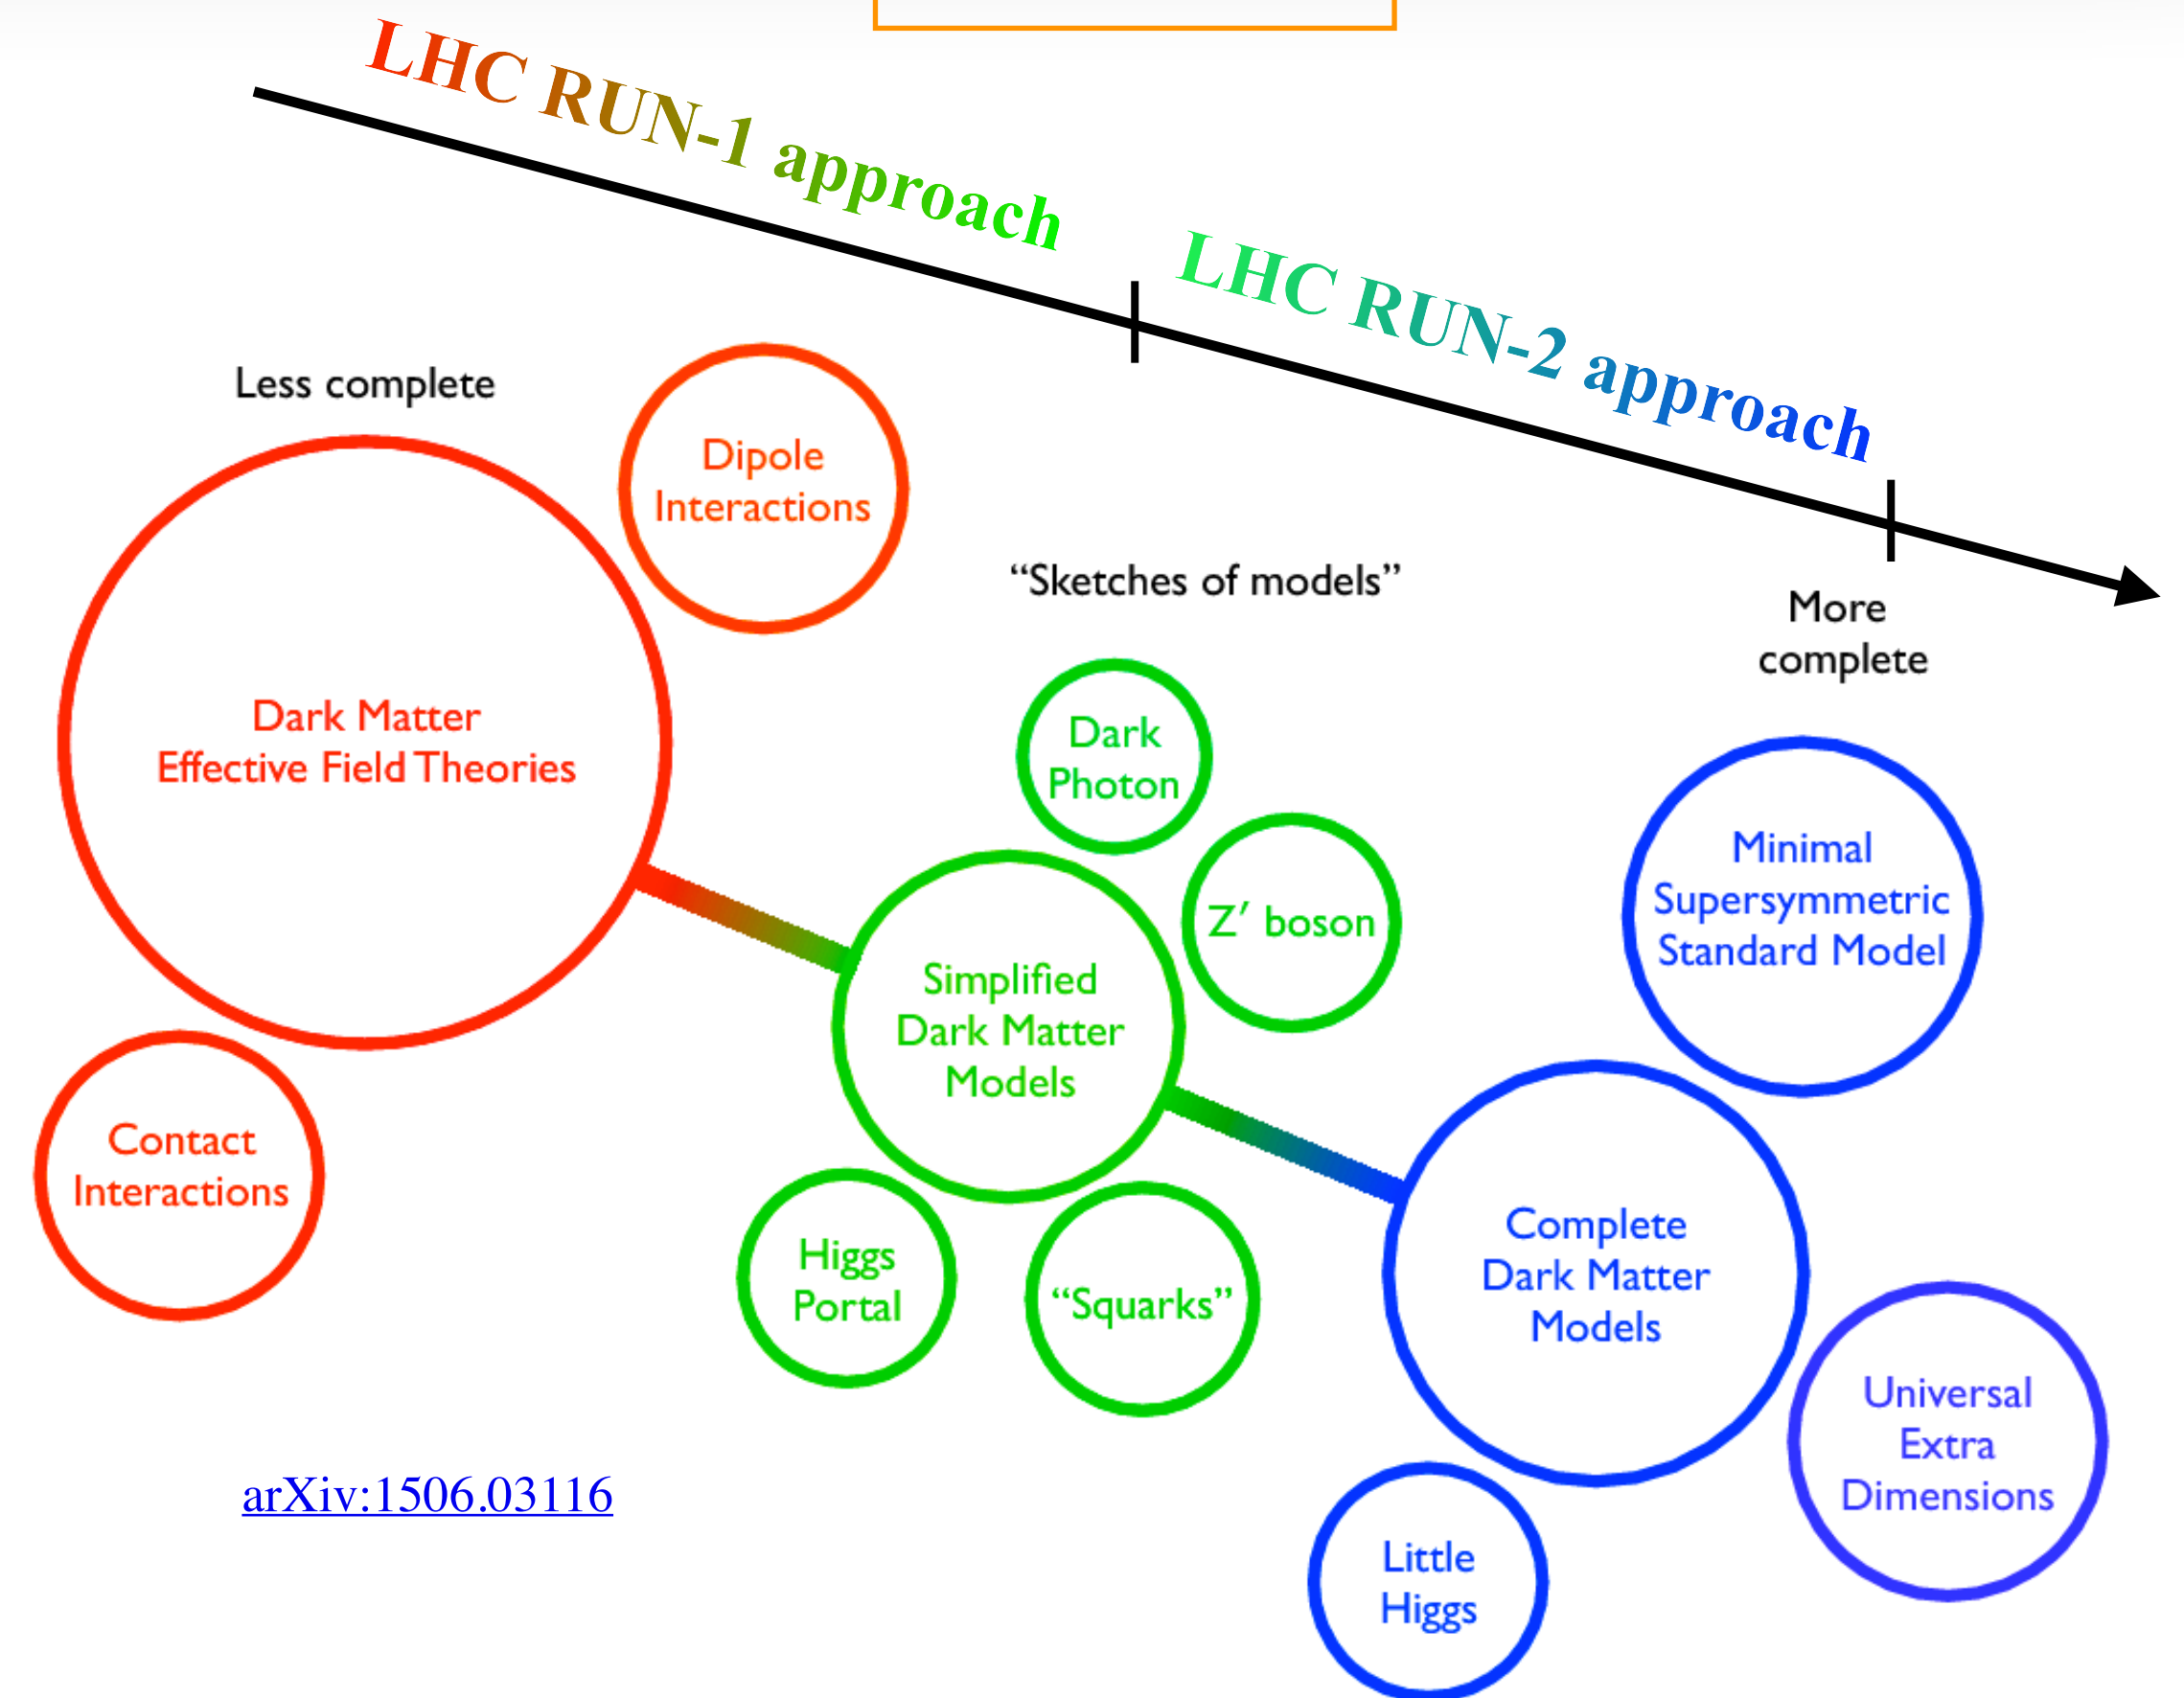 LHC RUN-1 approach
LHC RUN-2 approach
Less complete
Dipole
Interactions
“Sketches of models”
More
complete
Dark Matter
Effective Field Theories
Dark
Photon
Z′ boson
Minimal
Supersymmetric
Standard Model
Simplified
Dark Matter
Models
Contact
Interactions
Higgs
Portal
“Squarks”
Complete
Dark Matter
Models
Universal
Extra
Dimensions
Little
Higgs
arXiv:1506.03116